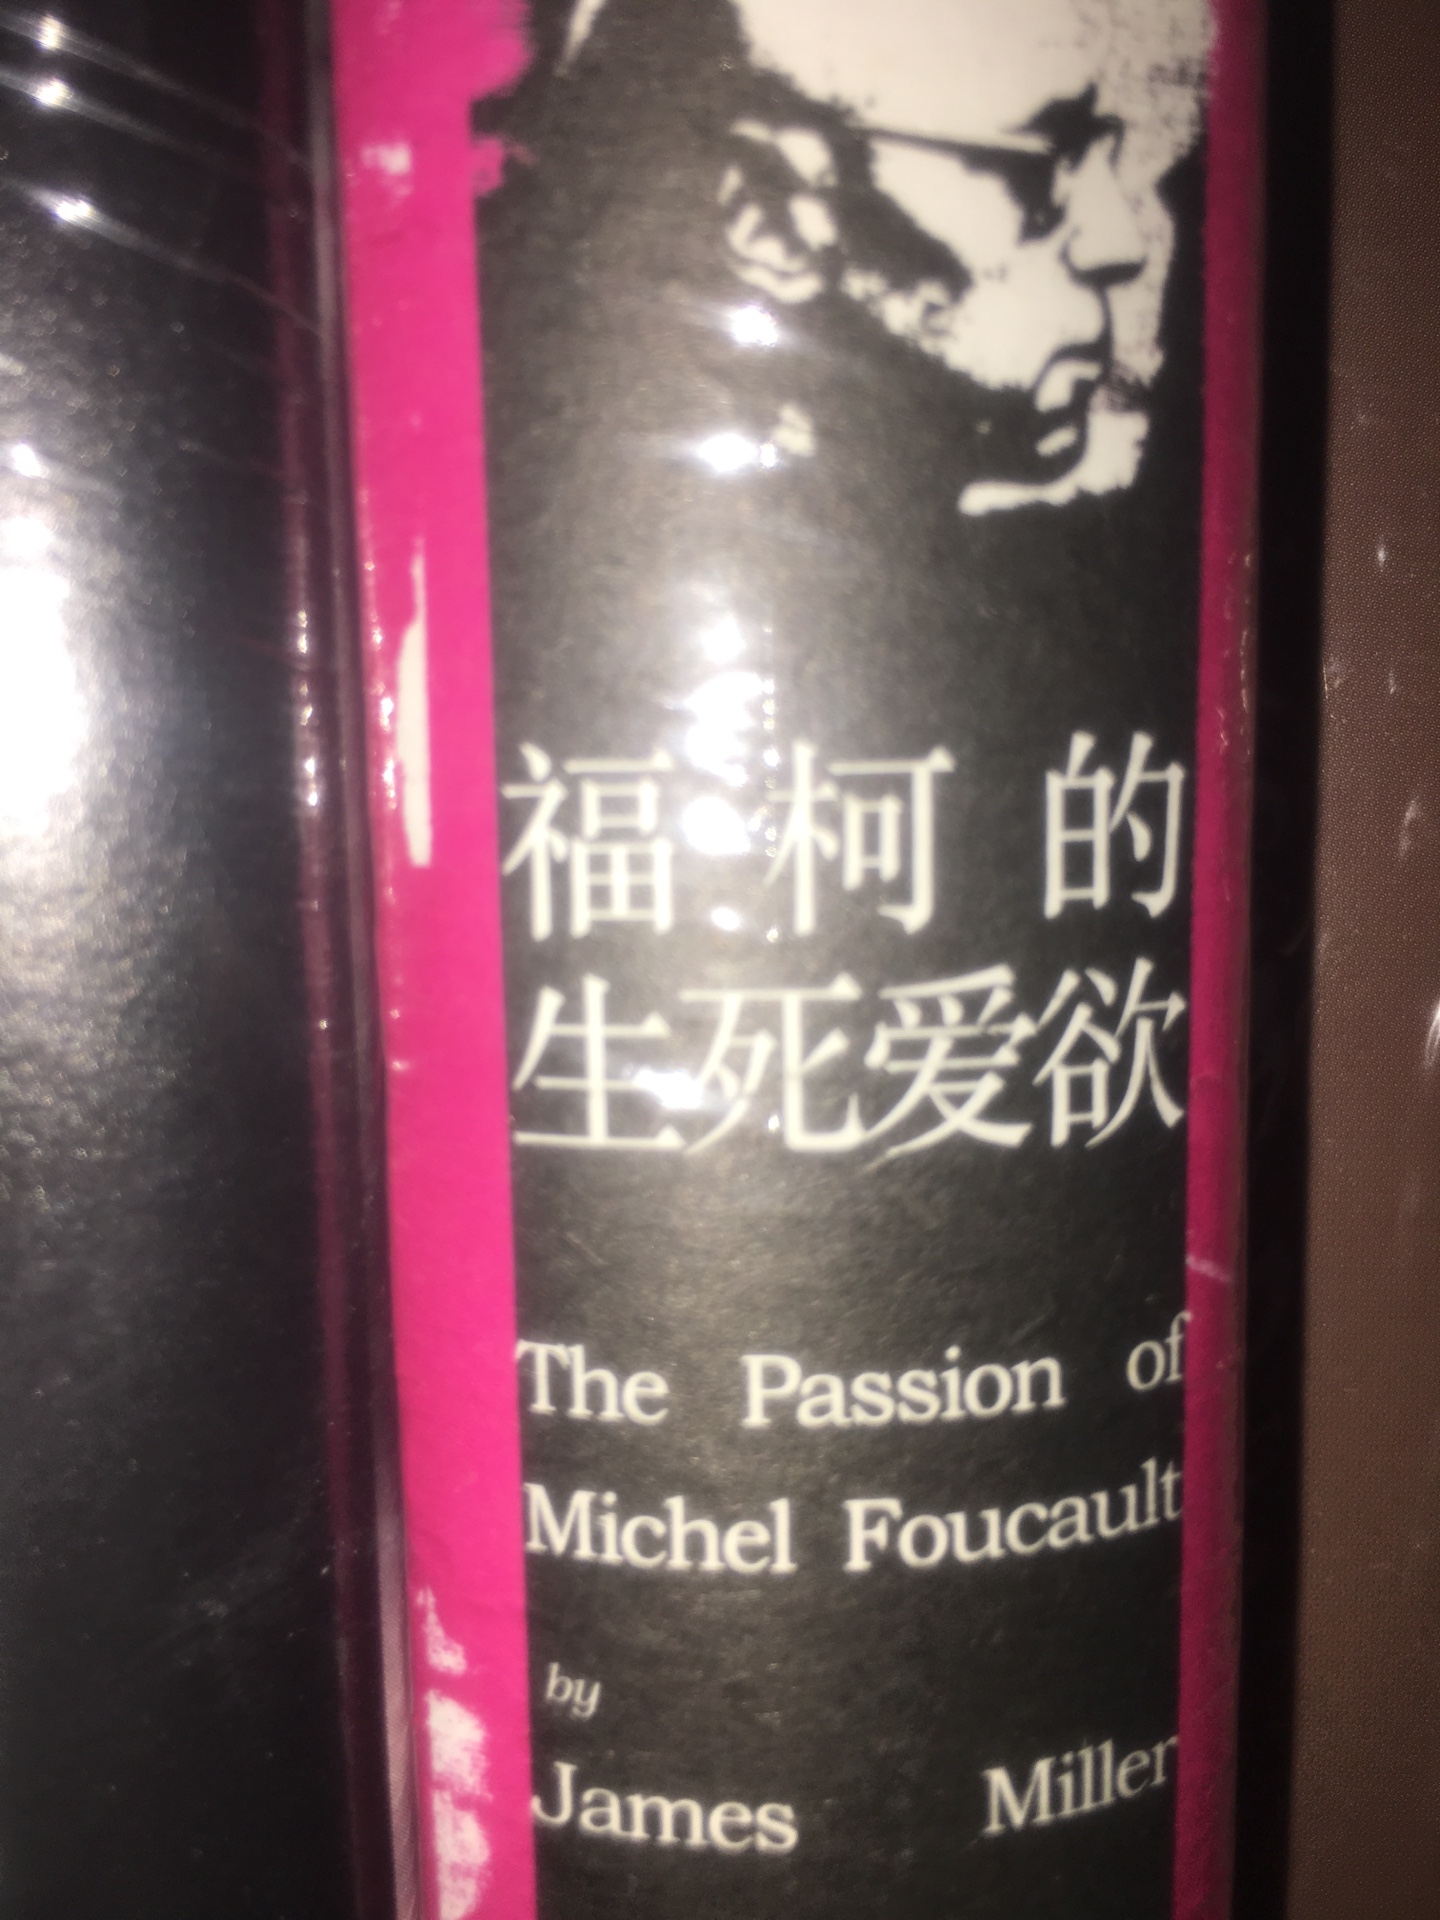 福柯的
生死爱欲
The Passion of
Michel Foucault
by
James Miller